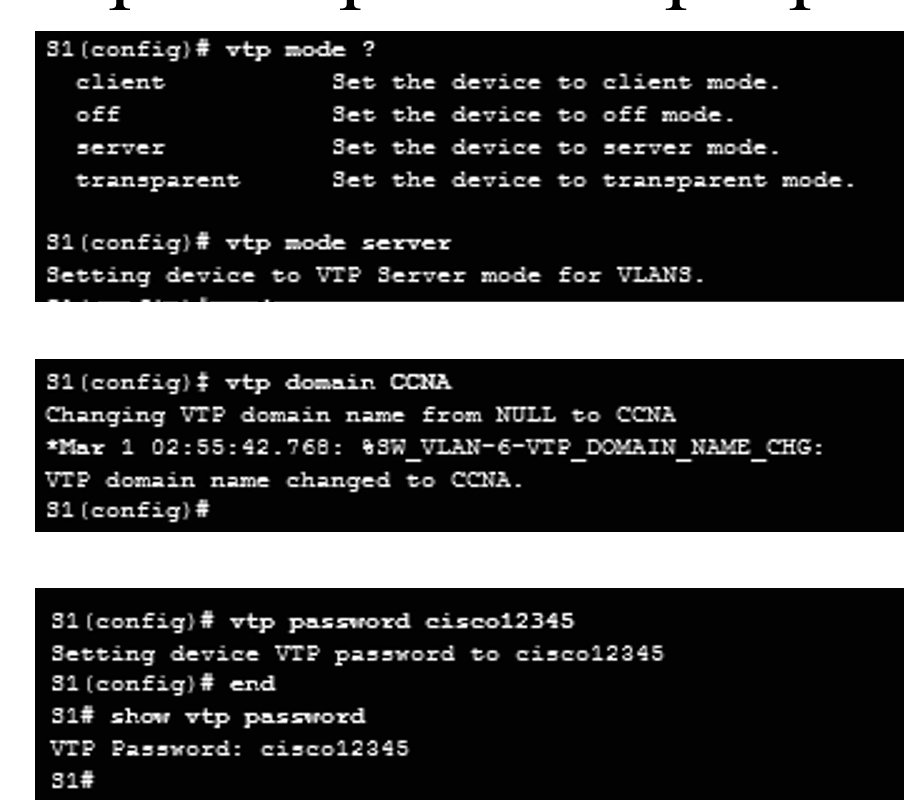 S1(config)# vtp mode ?
client Set the device to client mode.
off Set the device to off mode.
server Set the device to server mode.
transparent Set the device to transparent mode.
S1(config)# vtp mode server
Setting device to VTP Server mode for VLANS.
S1(config)# vtp domain CCNA
Changing VTP domain name from NULL to CCNA
*Mar 1 02:55:42.768: %SW_VLAN-6-VTP_DOMAIN_NAME_CHG:
VTP domain name changed to CCNA.
S1(config)#
S1(config)# vtp password cisco12345
Setting device VTP password to cisco12345
S1(config)# end
S1# show vtp password
VTP Password: cisco12345
S1#